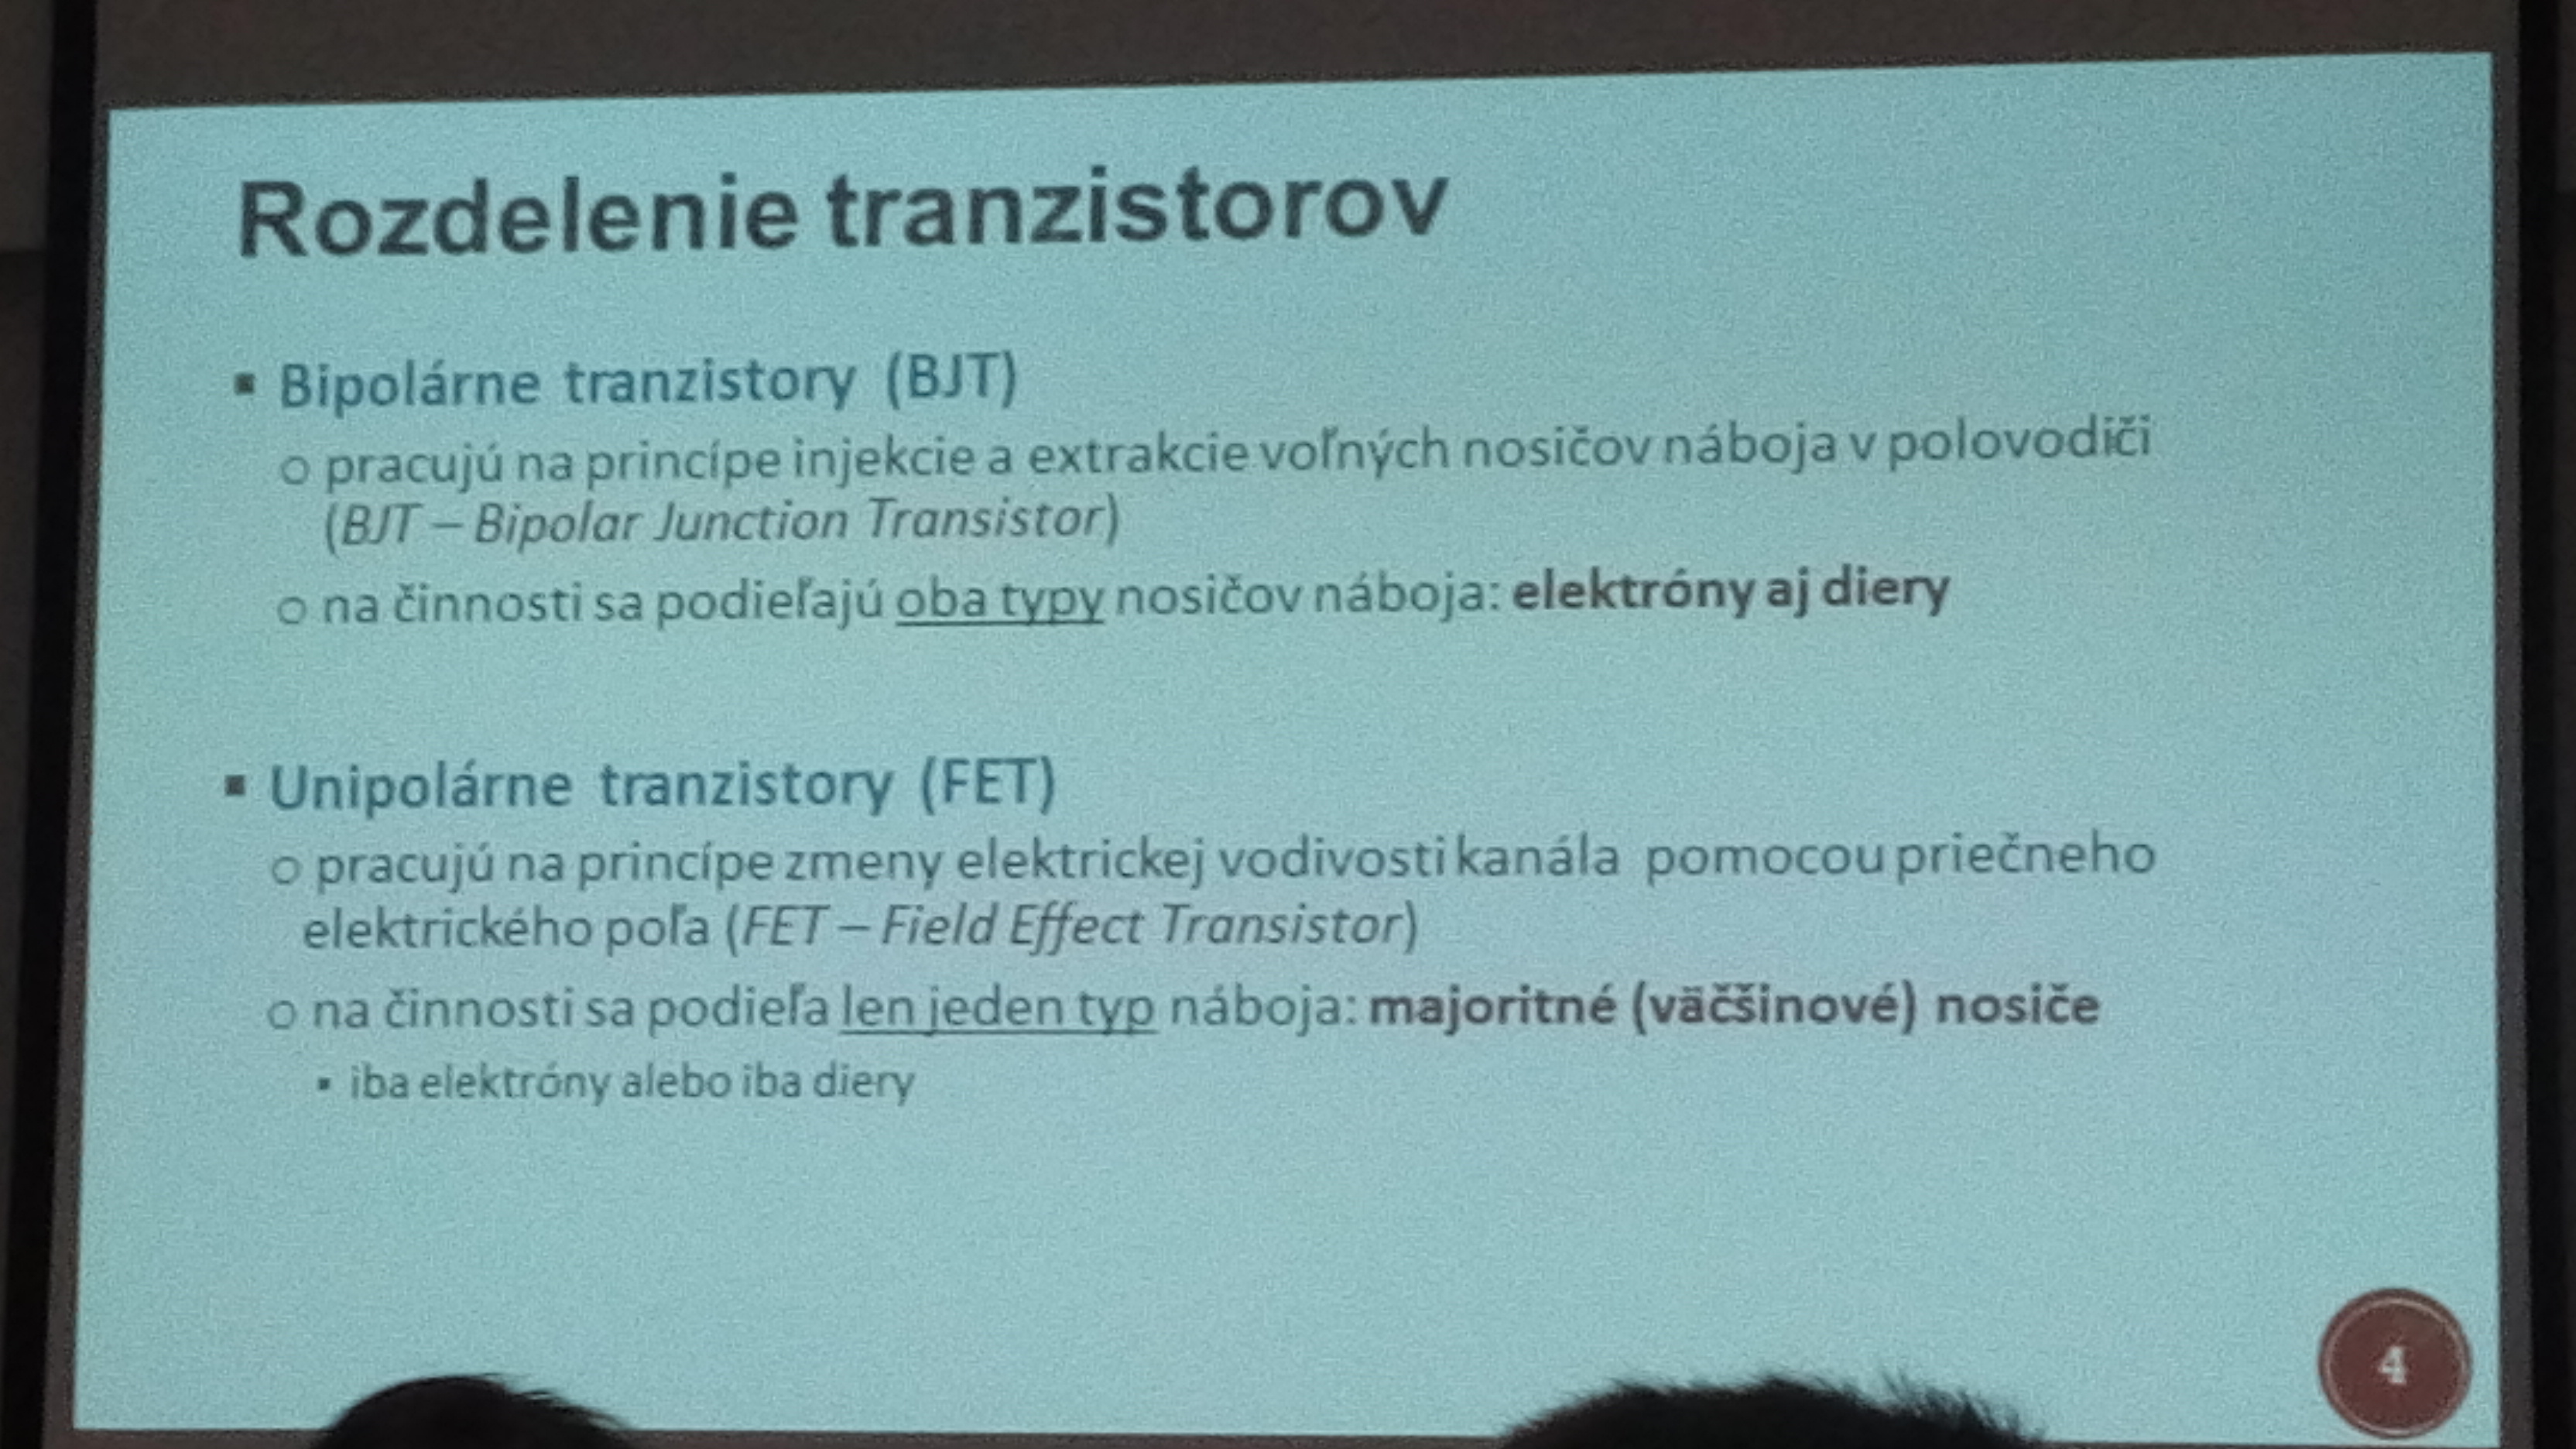 Rozdelenie tranzistorov
▪ Bipolárne tranzistory (BJT)
o pracujú na princípe injekcie a extrakcie voľných nosičov náboja v polovodiči
(BJT – Bipolar Junction Transistor)
o na činnosti sa podieľajú oba typy nosičov náboja: elektróny aj diery
▪ Unipolárne tranzistory (FET)
o pracujú na princípe zmeny elektrickej vodivosti kanála pomocou priečneho
elektrického poľa (FET – Field Effect Transistor)
o na činnosti sa podieľa len jeden typ náboja: majoritné (väčšinové) nosiče
▪ iba elektróny alebo iba diery
4